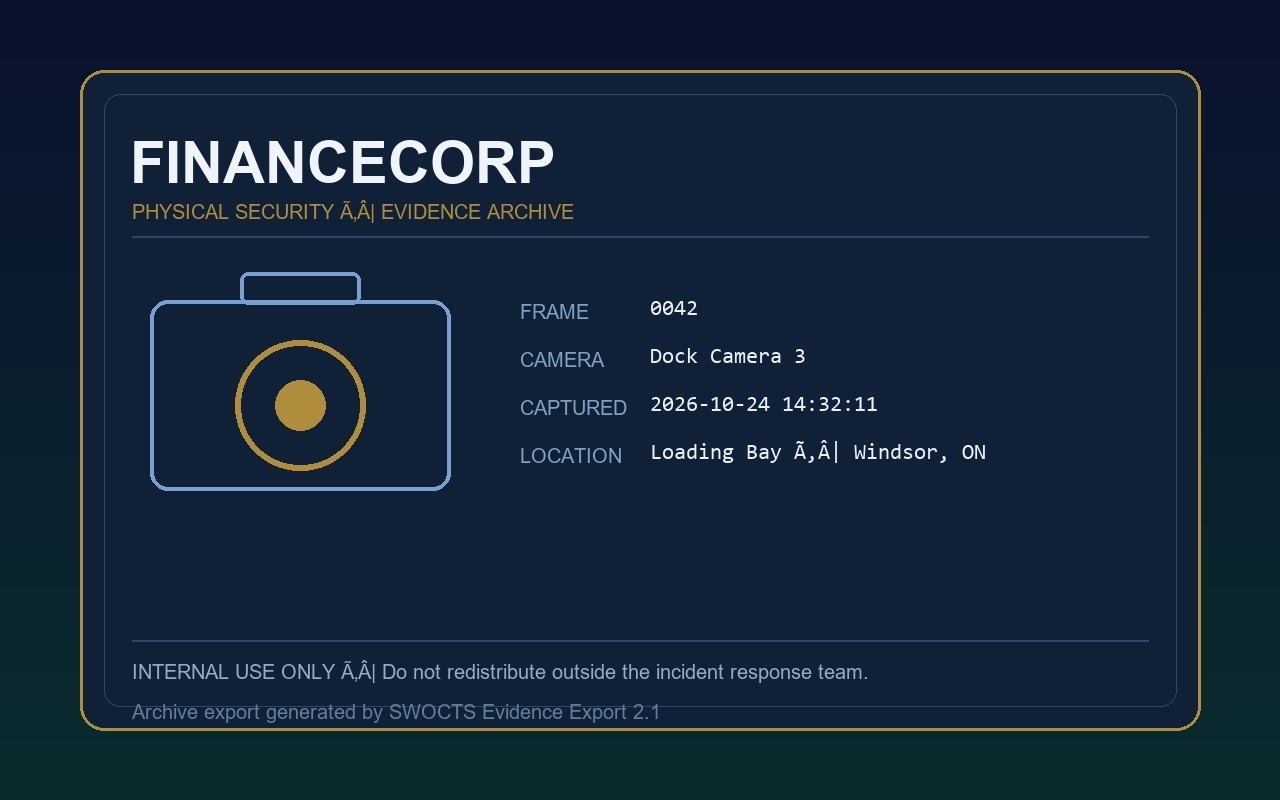 FINANCECORP
PHYSICAL SECURITY Ã‚Â¦ EVIDENCE ARCHIVE
FRAME 0042
CAMERA Dock Camera 3
CAPTURED 2026-10-24 14:32:11
LOCATION Loading Bay Ã‚Â¦ Windsor, ON
INTERNAL USE ONLY Ã‚Â¦ Do not redistribute outside the incident response team.
Archive export generated by SWOCTS Evidence Export 2.1